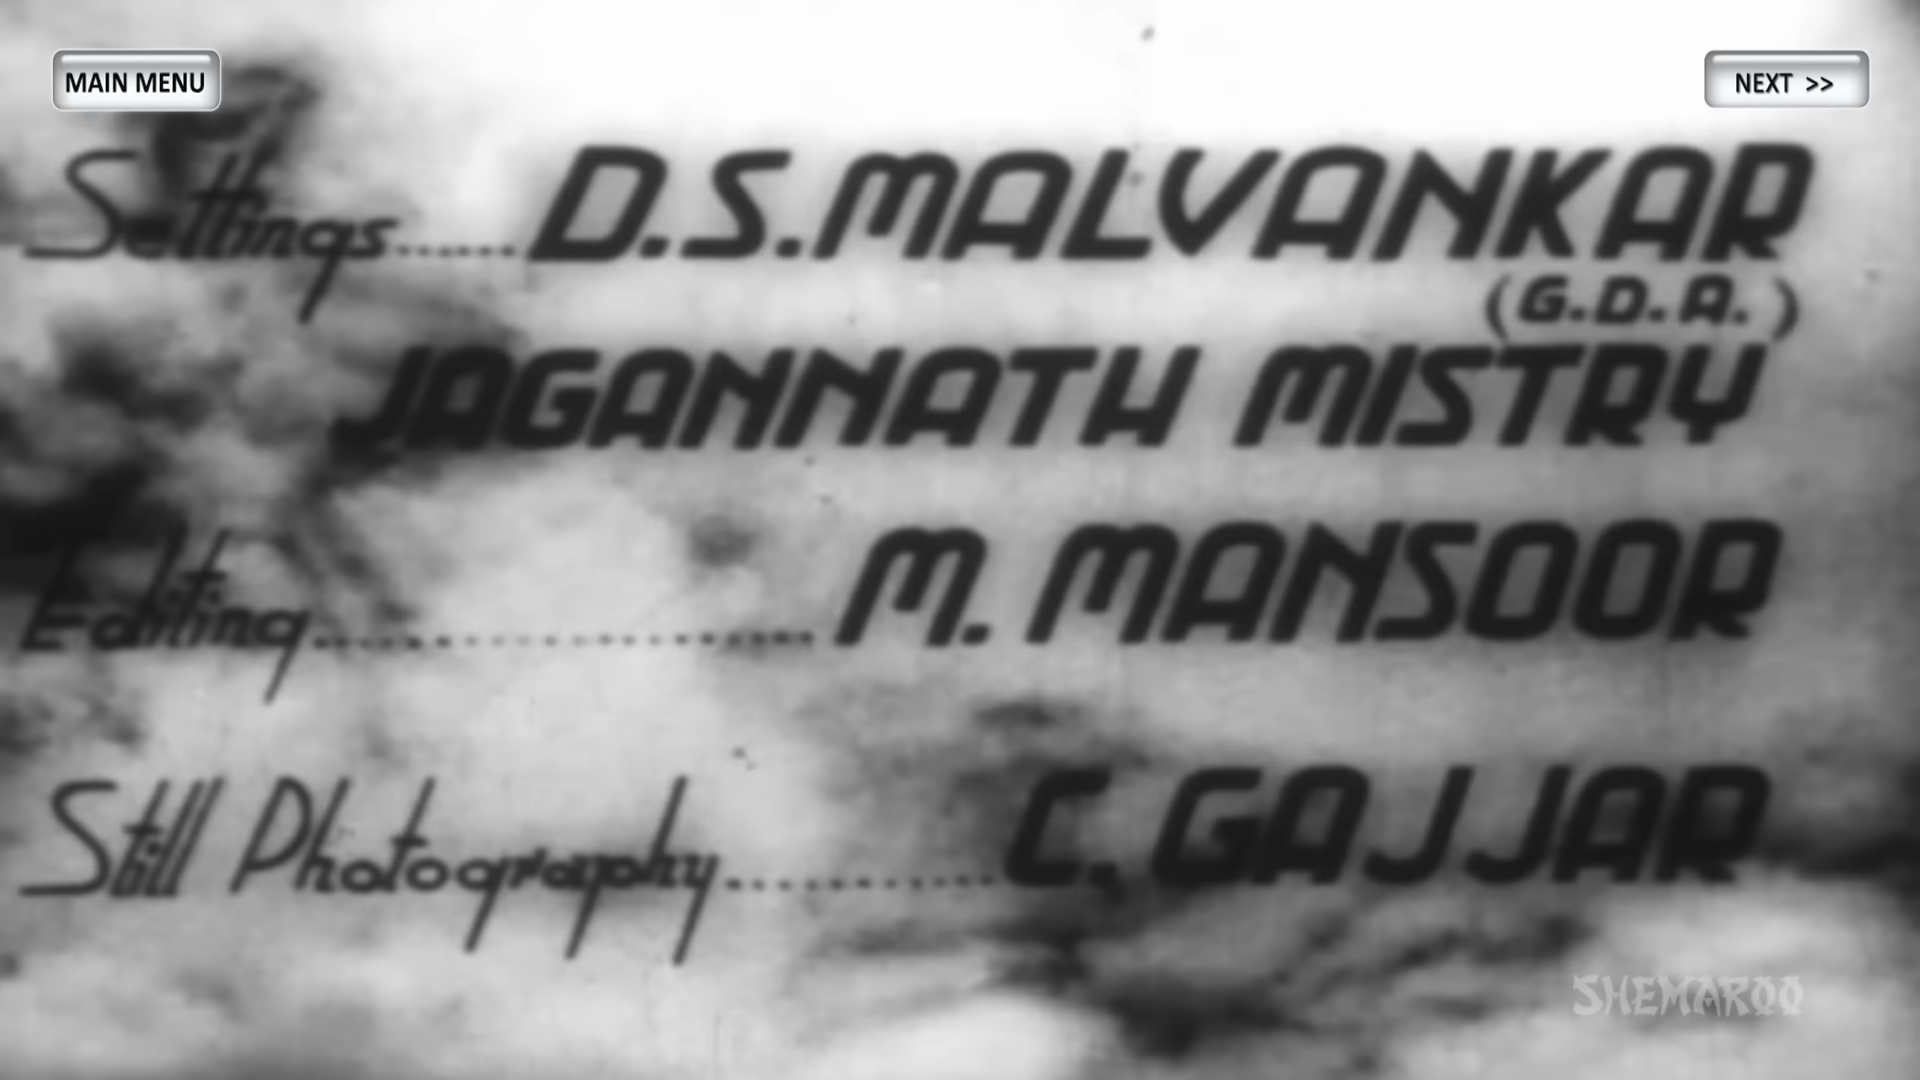 MAIN MENU
NEXT >>
Settings......D.S.MALVANKAR
(G.D.A.)
JAGANNATH MISTRY
Editing....................M. MANSOOR
Still Photography...........C. GAJJAR
SHEMAROO